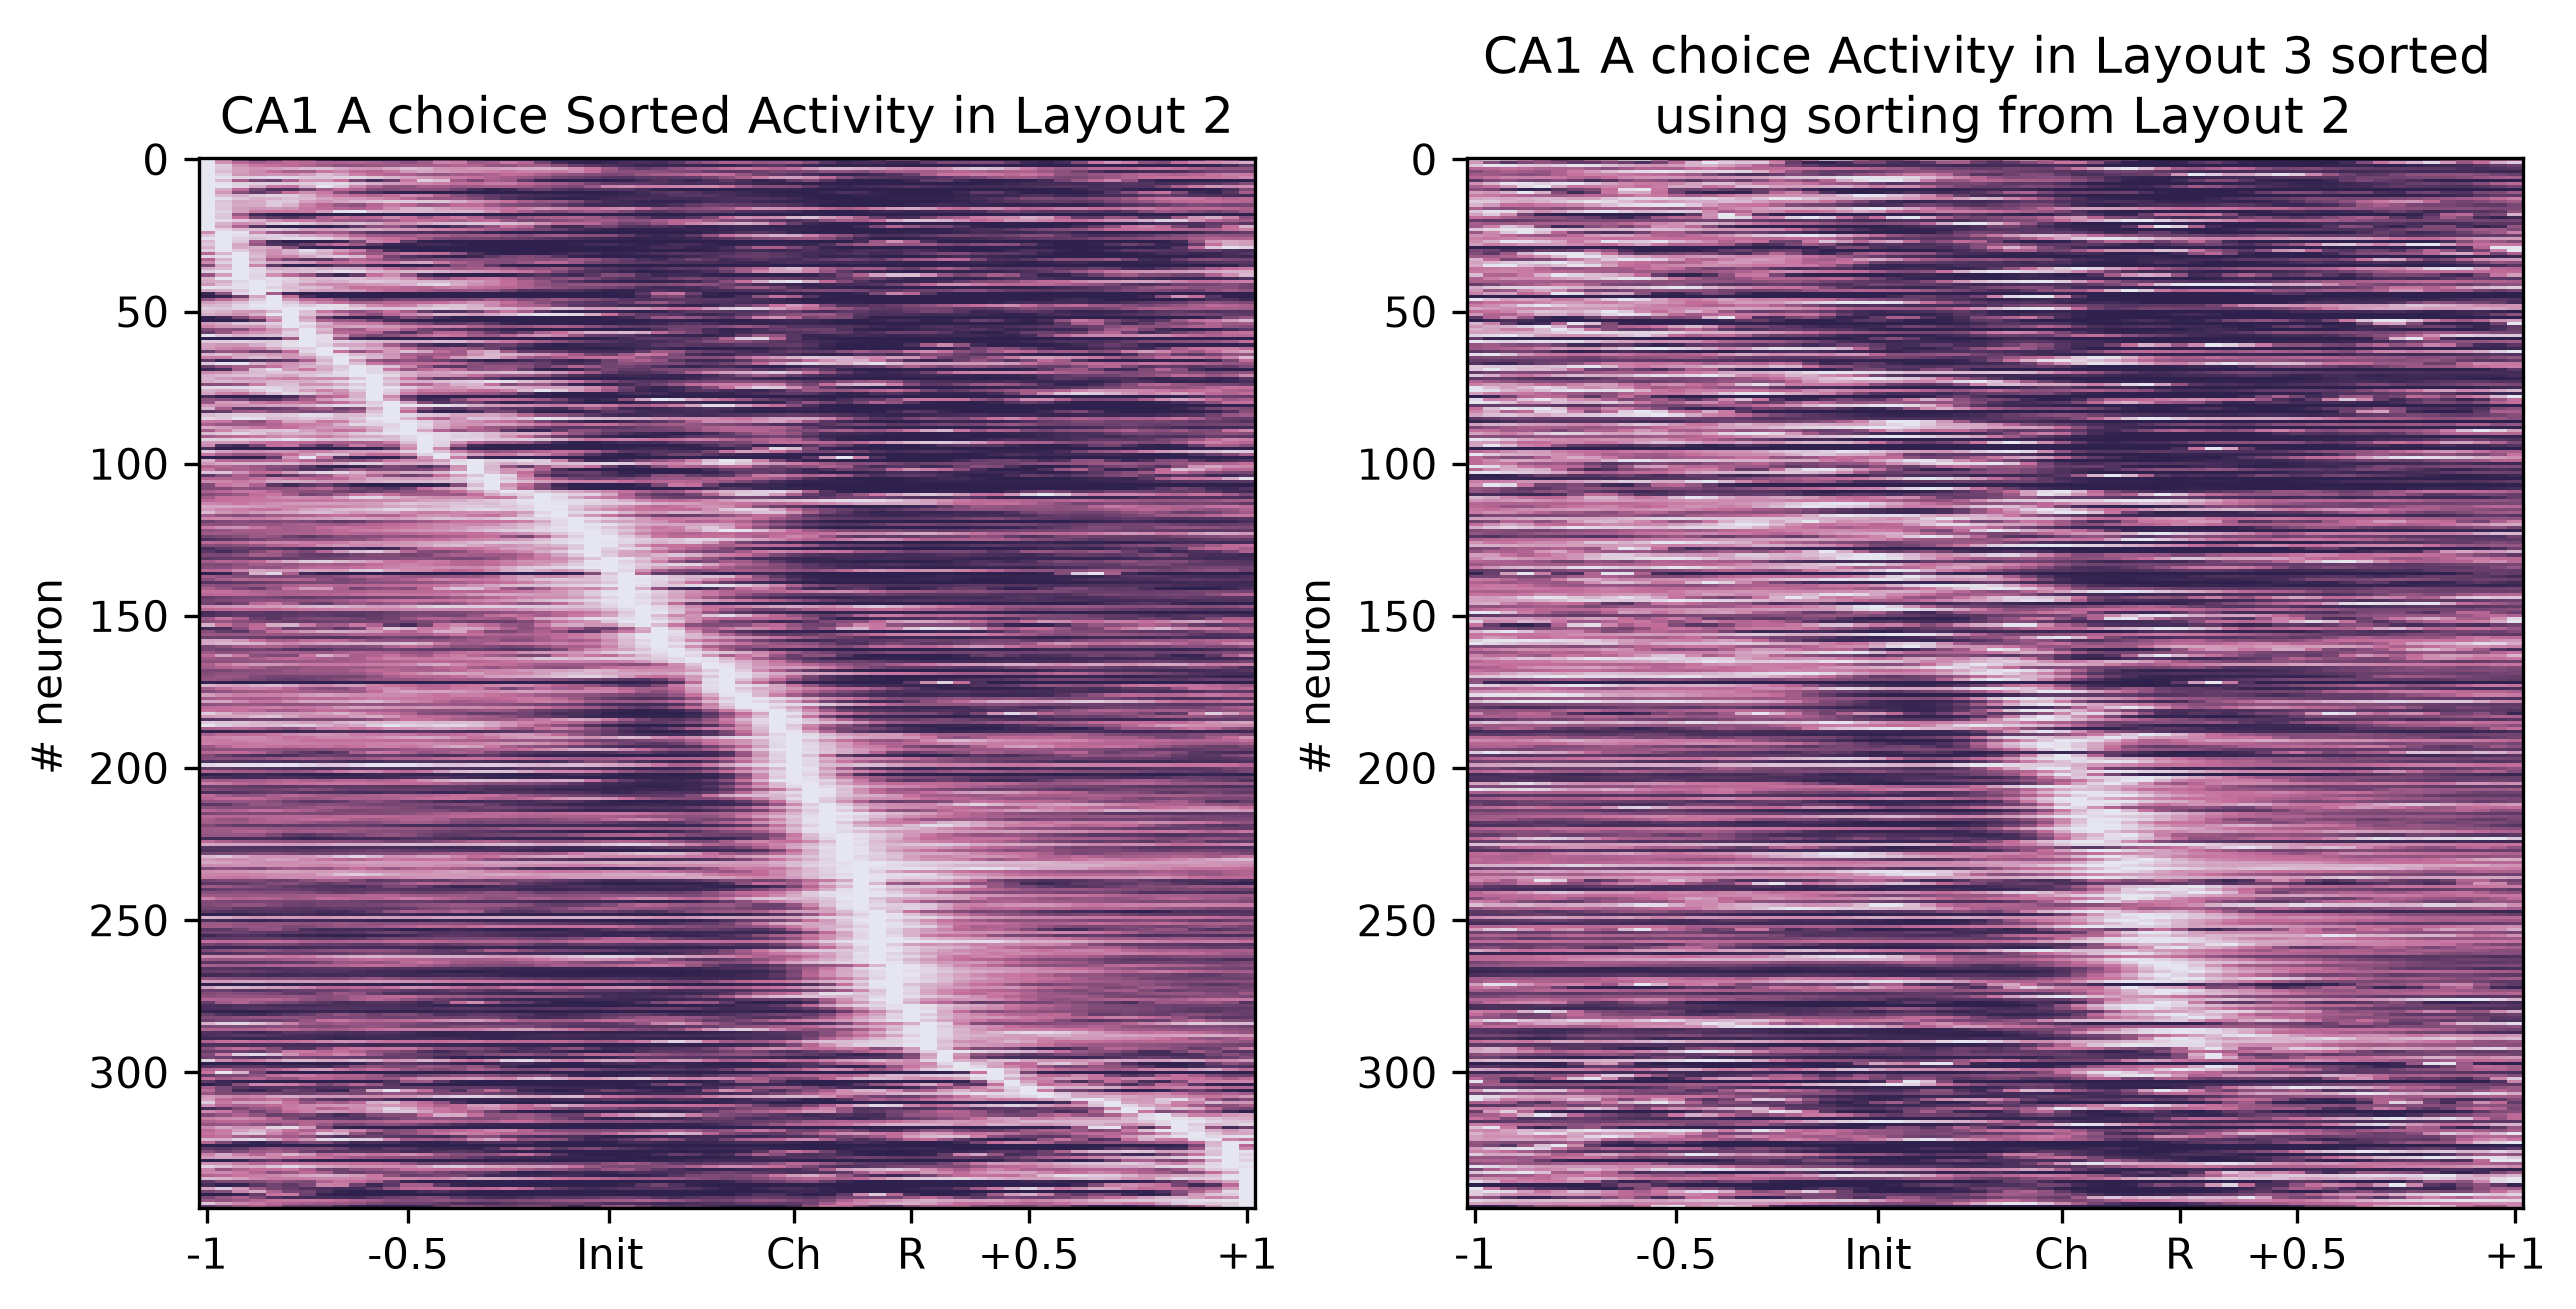 CA1 A choice Sorted Activity in Layout 2
# neuron
0
50
100
150
200
250
300
-1
-0.5
Init
Ch
R
+0.5
+1
CA1 A choice Activity in Layout 3 sorted
using sorting from Layout 2
# neuron
0
50
100
150
200
250
300
-1
-0.5
Init
Ch
R
+0.5
+1